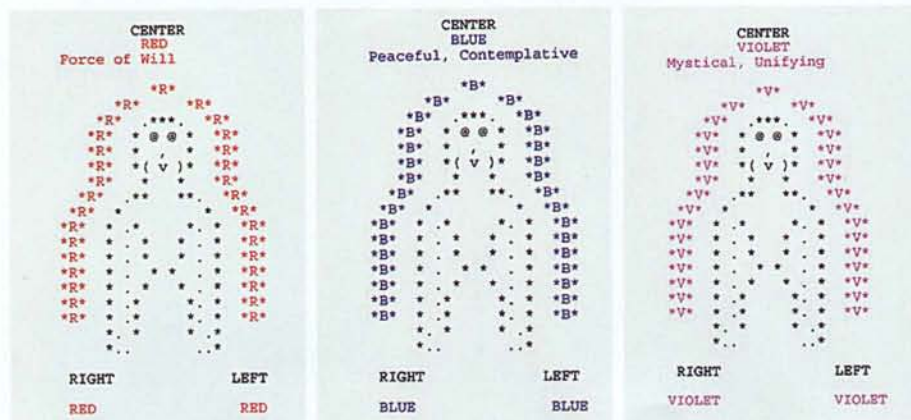 CENTER
RED
Force of Will
*R*
*R* *R*
*R* .***. *R*
*R* * @ @ * *R*
*R* * , * *R*
*R* *( v )* *R*
*R* * * *R*
*R* ** ** *R*
*R* * * *R*
*R* * . * * . * *R*
*R* * . * * . * *R*
*R* * . * * . * *R*
*R* * . * * . * *R*
*R* * . * * . * *R*
*R* * . * * . * *R*
*R* * . * * . * *R*
* . * * . *
*.. ..*
RIGHT LEFT
RED RED
CENTER
BLUE
Peaceful, Contemplative
*B*
*B* *B*
*B* .***. *B*
*B* * @ @ * *B*
*B* * , * *B*
*B* *( v )* *B*
*B* * * *B*
*B* ** ** *B*
*B* * * *B*
*B* * . * * . * *B*
*B* * . * * . * *B*
*B* * . * * . * *B*
*B* * . * * . * *B*
*B* * . * * . * *B*
*B* * . * * . * *B*
*B* * . * * . * *B*
* . * * . *
*.. ..*
RIGHT LEFT
BLUE BLUE
CENTER
VIOLET
Mystical, Unifying
*V*
*V* *V*
*V* .***. *V*
*V* * @ @ * *V*
*V* * , * *V*
*V* *( v )* *V*
*V* * * *V*
*V* ** ** *V*
*V* * * *V*
*V* * . * * . * *V*
*V* * . * * . * *V*
*V* * . * * . * *V*
*V* * . * * . * *V*
*V* * . * * . * *V*
*V* * . * * . * *V*
*V* * . * * . * *V*
* . * * . *
*.. ..*
RIGHT LEFT
VIOLET VIOLET